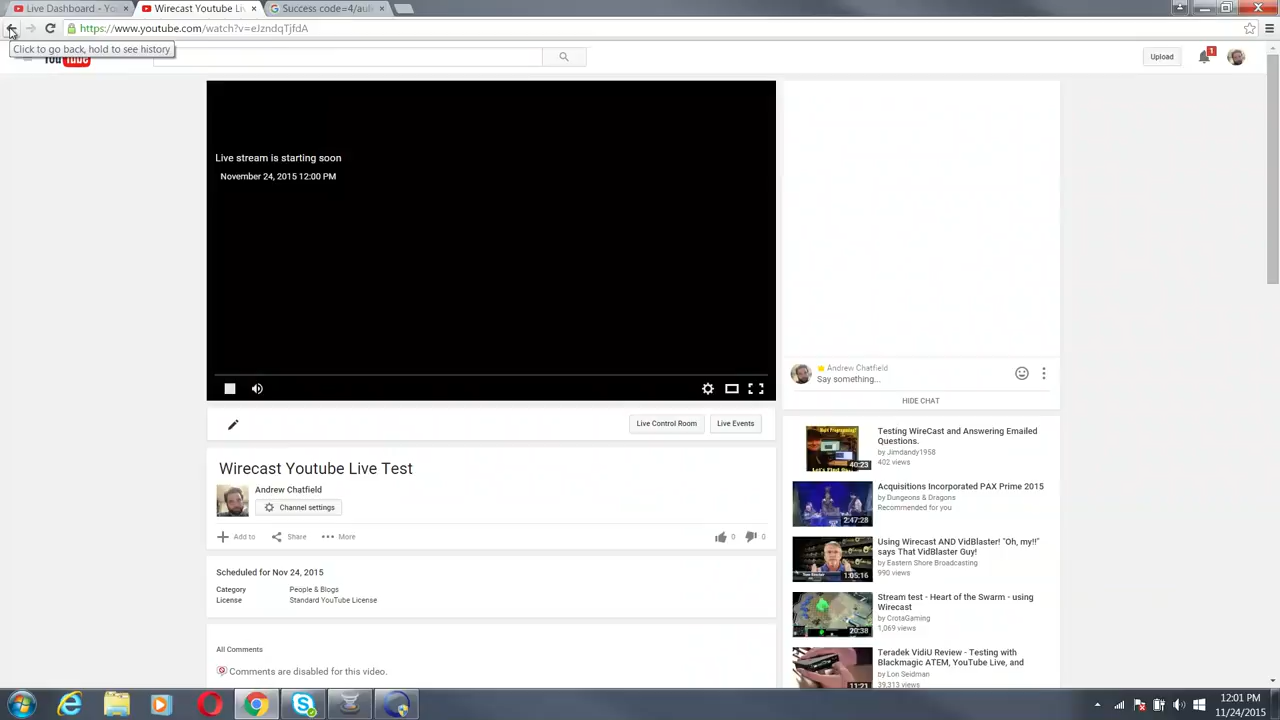 Live Dashboard - Yo
Wirecast Youtube Liv
Success code=4/aul
https://www.youtube.com/watch?v=eJzndqTjfdA
Click to go back, hold to see history
Upload
1
Live stream is starting soon
November 24, 2015 12:00 PM
Andrew Chatfield
Say something...
HIDE CHAT
Live Control Room
Live Events
Wirecast Youtube Live Test
Andrew Chatfield
Channel settings
Add to
Share
More
0
0
Scheduled for Nov 24, 2015
Category People & Blogs
License Standard YouTube License
All Comments
Comments are disabled for this video.
Testing WireCast and Answering Emailed
Questions.
by Jimdandy1958
402 views
40:23
Acquisitions Incorporated PAX Prime 2015
by Dungeons & Dragons
Recommended for you
2:47:28
Using Wirecast AND VidBlaster! "Oh, my!!"
says That VidBlaster Guy!
by Eastern Shore Broadcasting
990 views
1:05:16
Stream test - Heart of the Swarm - using
Wirecast
by CrotaGaming
1,069 views
20:38
Teradek VidiU Review - Testing with
Blackmagic ATEM, YouTube Live, and
by Lon Seidman
39,313 views
11:21
12:01 PM
11/24/2015